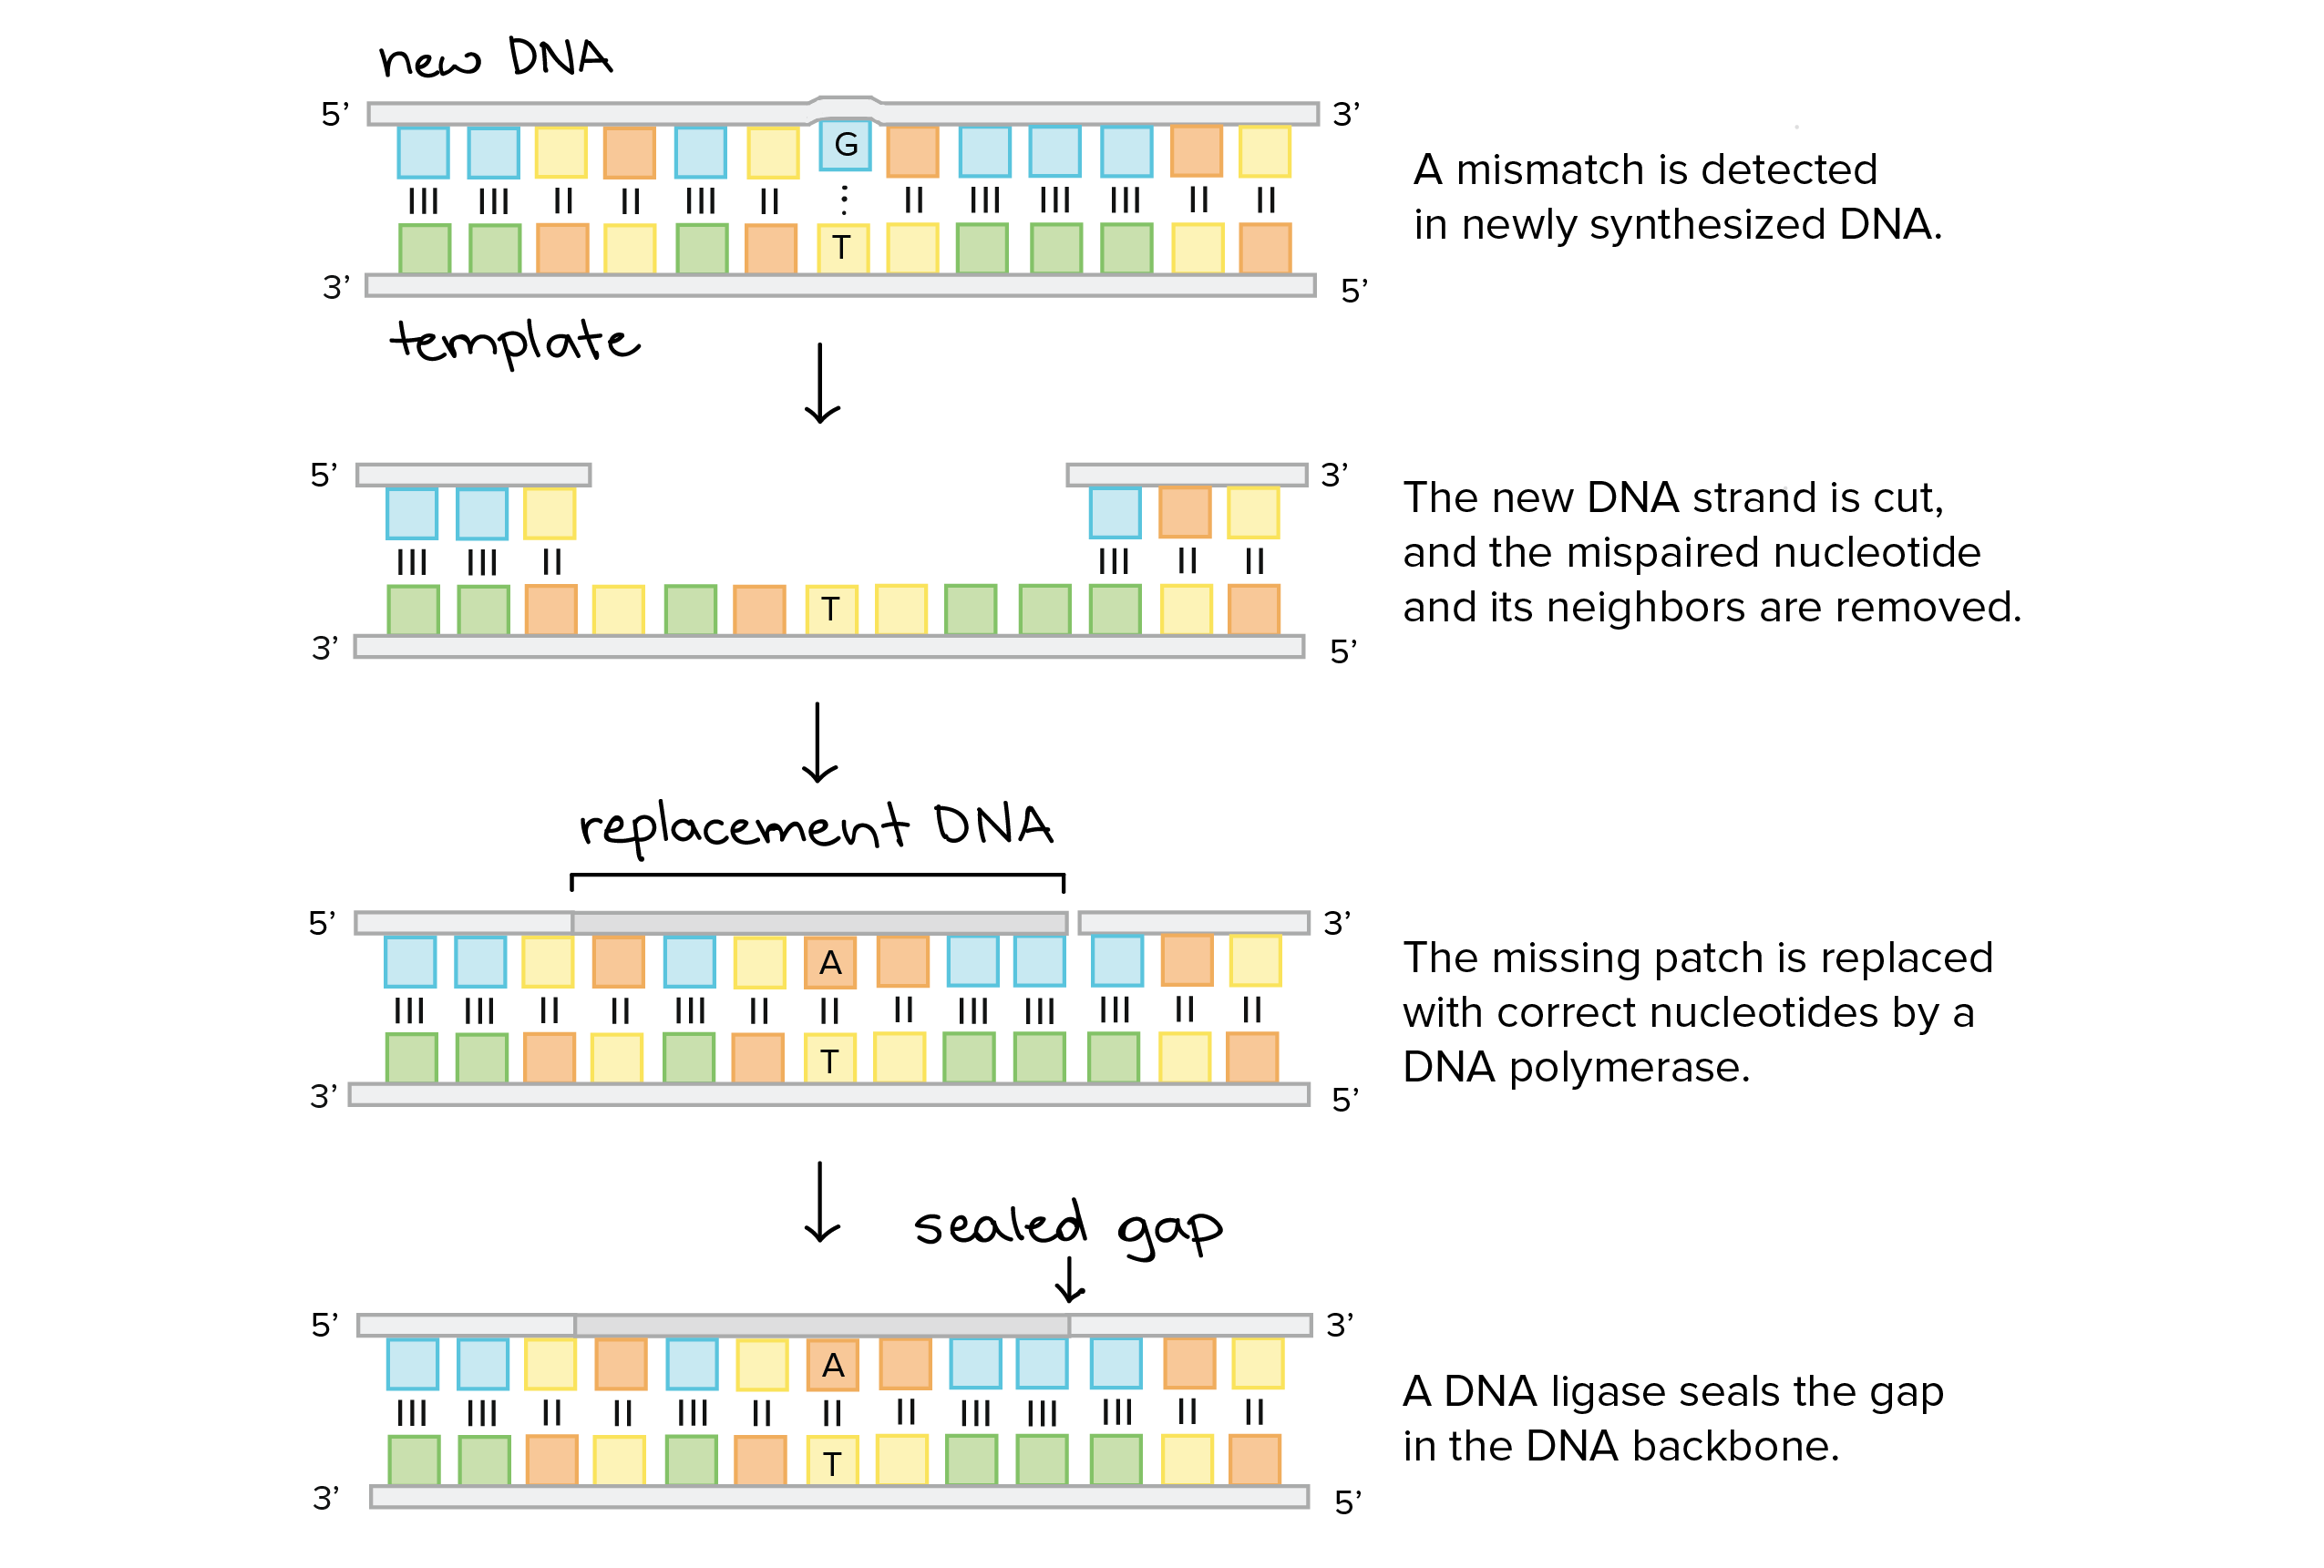 new DNA
5’ 3’
G
A mismatch is detected
in newly synthesized DNA.
T
3’ 5’
template
5’ 3’
The new DNA strand is cut,
and the mispaired nucleotide
and its neighbors are removed.
T
3’ 5’
replacement DNA
5’ 3’
A
The missing patch is replaced
with correct nucleotides by a
DNA polymerase.
T
3’ 5’
sealed gap
5’ 3’
A
A DNA ligase seals the gap
in the DNA backbone.
T
3’ 5’